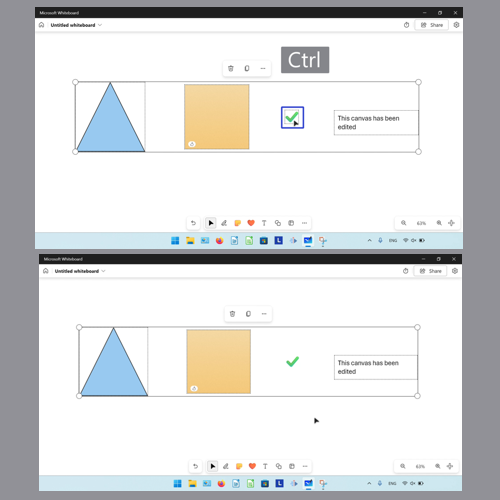 Microsoft Whiteboard
Untitled whiteboard
Share
Ctrl
This canvas has been
edited
63%
ENG
Microsoft Whiteboard
Untitled whiteboard
Share
This canvas has been
edited
63%
ENG